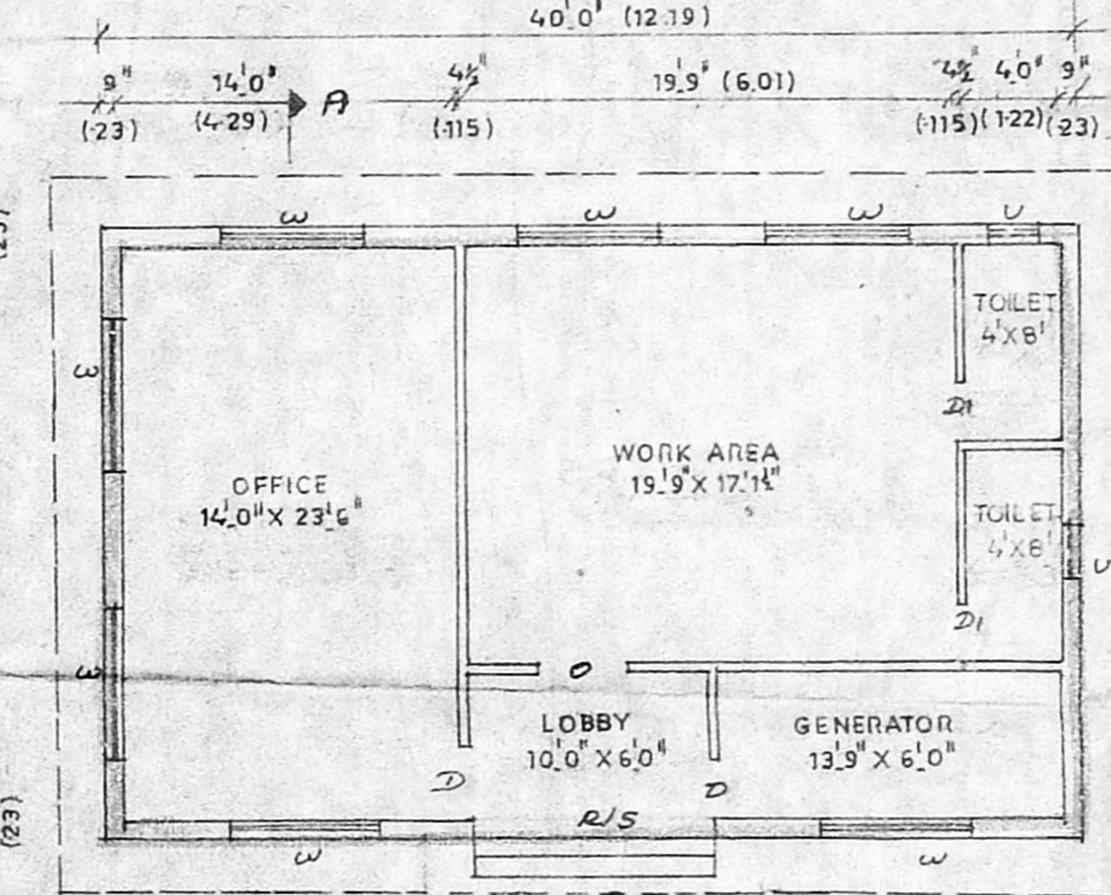 40'0" (12.19)
9" 14'0" A 4½" 19'9" (6.01) 4½" 4'0" 9"
(.23) (4.29) (.115) (.115) (1.22) (.23)
W W W V
TOILET
4'X8'
W
D1
WORK AREA
19'9" X 17'1½"
OFFICE
14'0" X 23'6"
TOILET
4'X8'
V
D1
W
O
LOBBY
10'0" X 6'0"
GENERATOR
13'9" X 6'0"
D
D
R/S
(23)
W
W